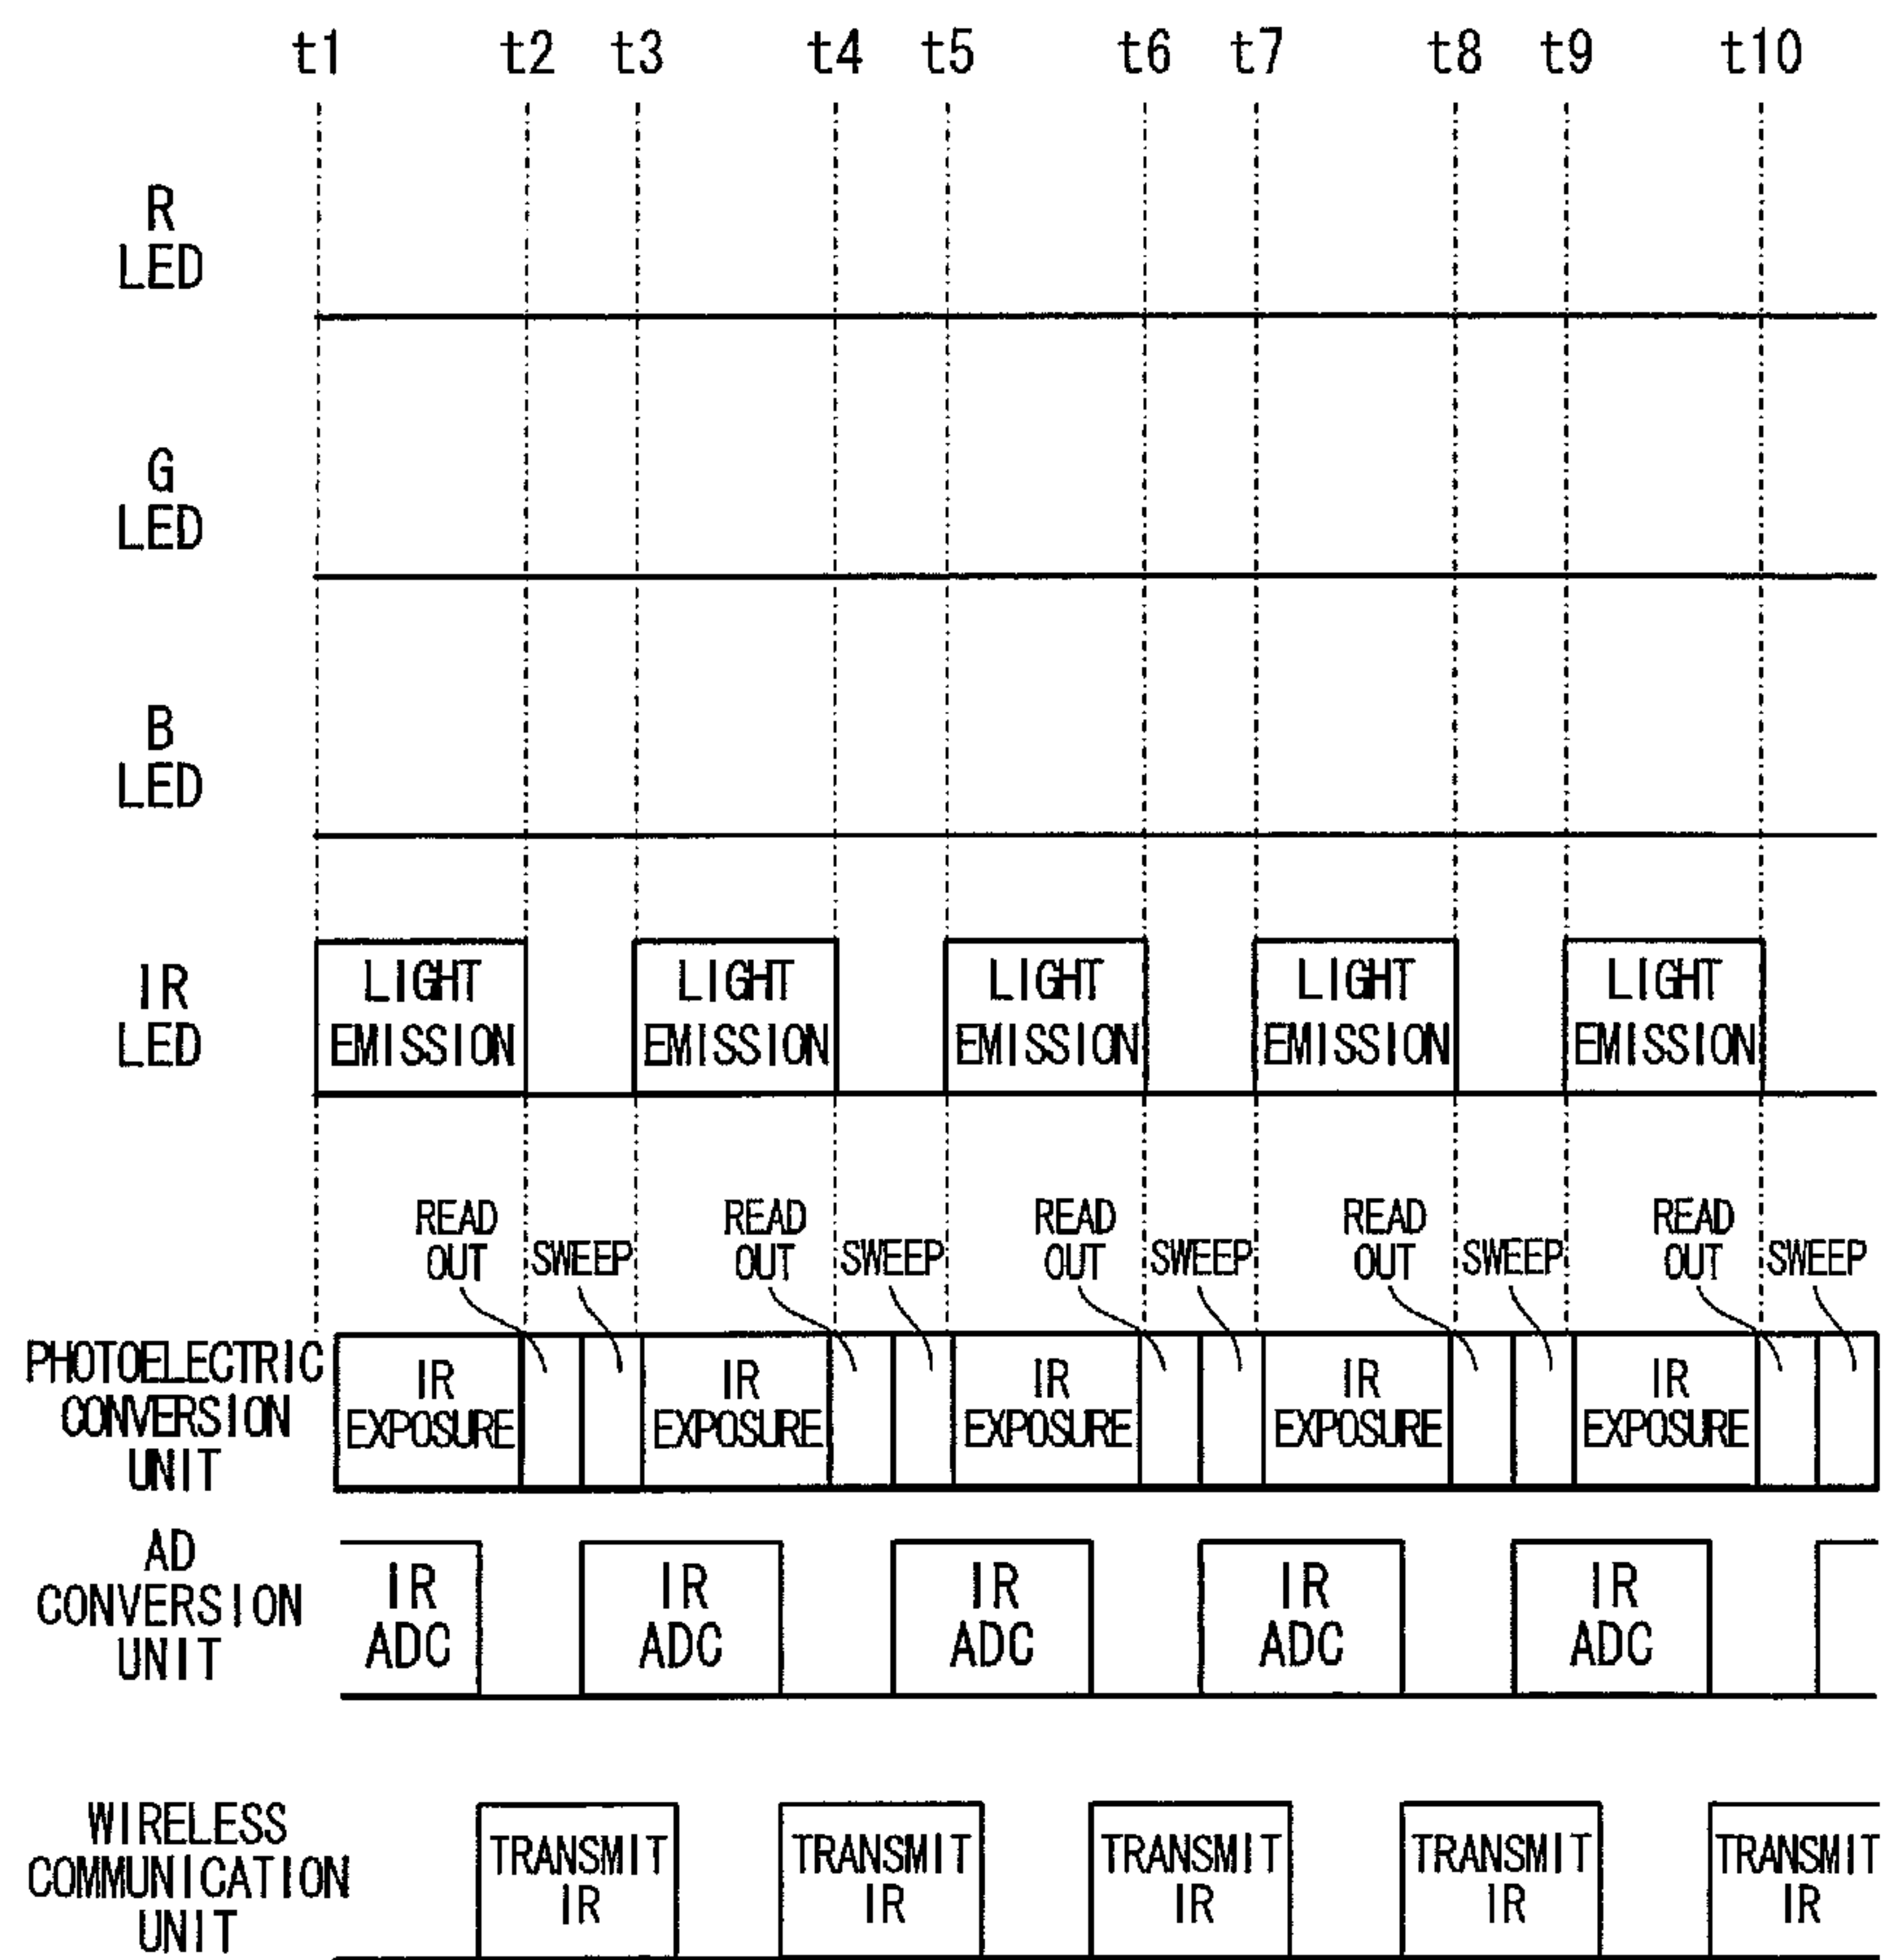 t1 t2 t3 t4 t5 t6 t7 t8 t9 t10
R
LED
G
LED
B
LED
IR
LED
LIGHT
EMISSION
LIGHT
EMISSION
LIGHT
EMISSION
LIGHT
EMISSION
LIGHT
EMISSION
READ
OUT
SWEEP
READ
OUT
SWEEP
READ
OUT
SWEEP
READ
OUT
SWEEP
READ
OUT
SWEEP
PHOTOELECTRIC
CONVERSION
UNIT
IR
EXPOSURE
IR
EXPOSURE
IR
EXPOSURE
IR
EXPOSURE
IR
EXPOSURE
AD
CONVERSION
UNIT
IR
ADC
IR
ADC
IR
ADC
IR
ADC
IR
ADC
WIRELESS
COMMUNICATION
UNIT
TRANSMIT
IR
TRANSMIT
IR
TRANSMIT
IR
TRANSMIT
IR
TRANSMIT
IR